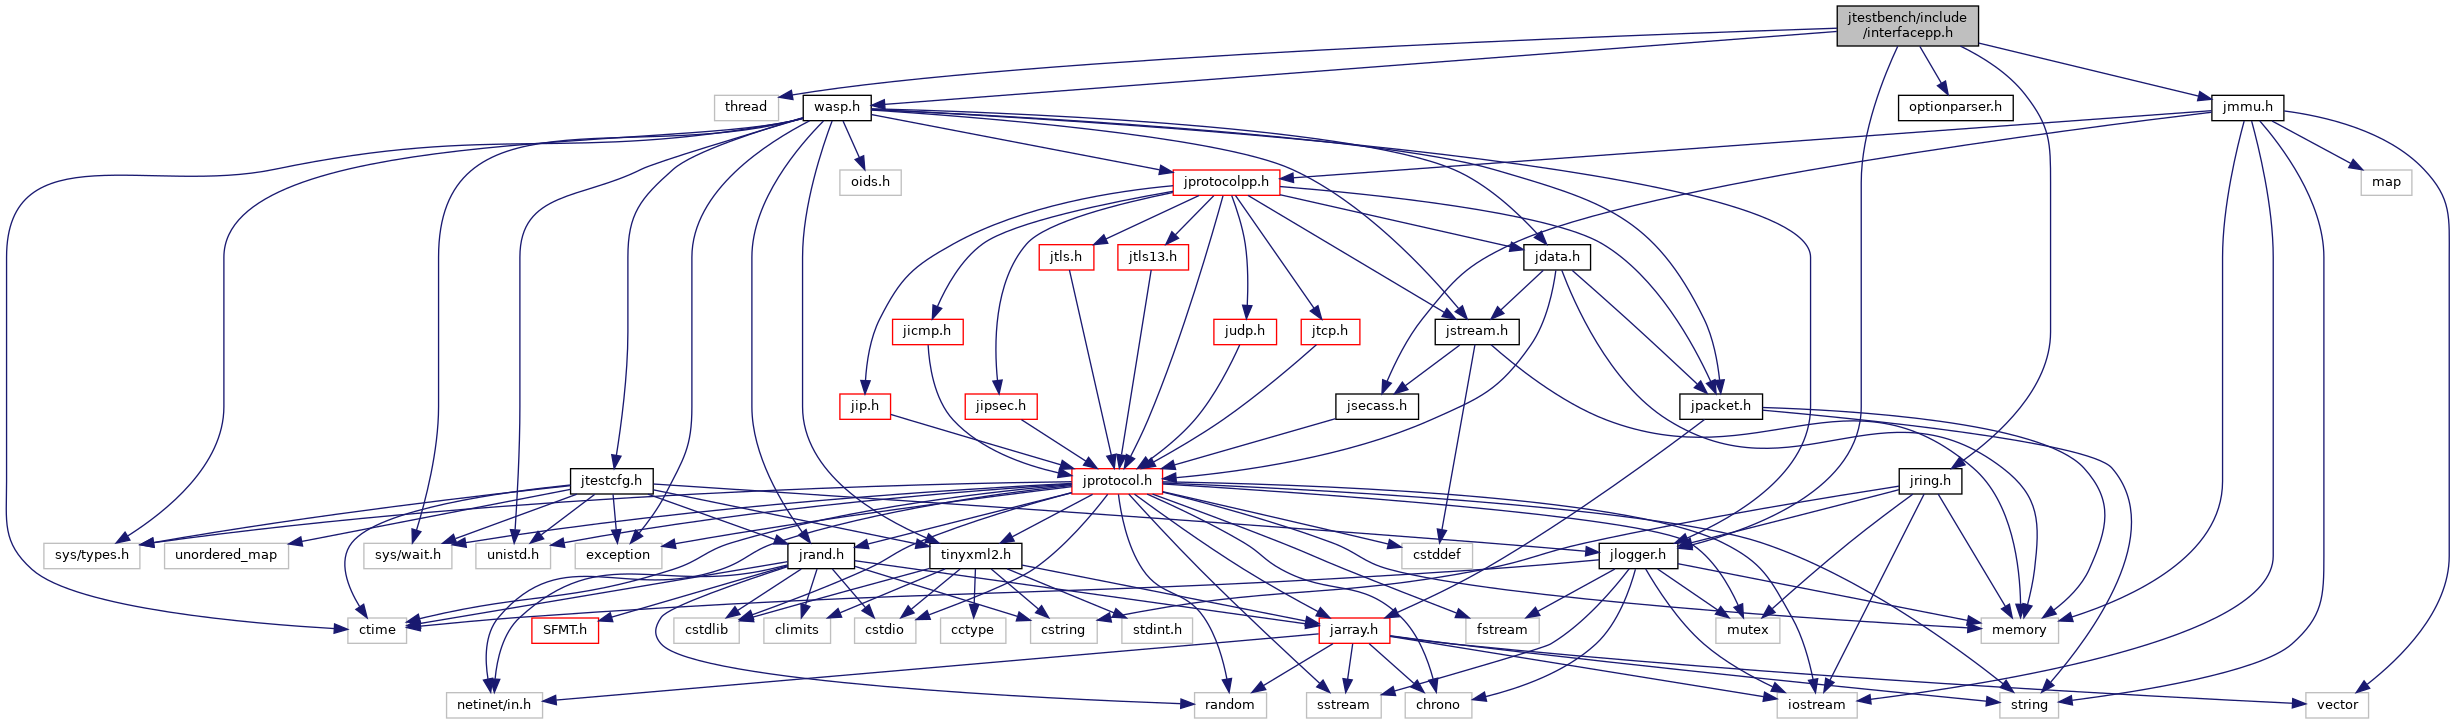 jtestbench/include
/interfacepp.h
thread
wasp.h
optionparser.h
jmmu.h
oids.h
jprotocolpp.h
map
jtls.h
jtls13.h
jdata.h
jicmp.h
judp.h
jtcp.h
jstream.h
jip.h
jipsec.h
jsecass.h
jpacket.h
jtestcfg.h
jprotocol.h
jring.h
sys/types.h
unordered_map
sys/wait.h
unistd.h
exception
jrand.h
tinyxml2.h
cstddef
jlogger.h
ctime
SFMT.h
cstdlib
climits
cstdio
cctype
cstring
stdint.h
jarray.h
fstream
mutex
memory
netinet/in.h
random
sstream
chrono
iostream
string
vector